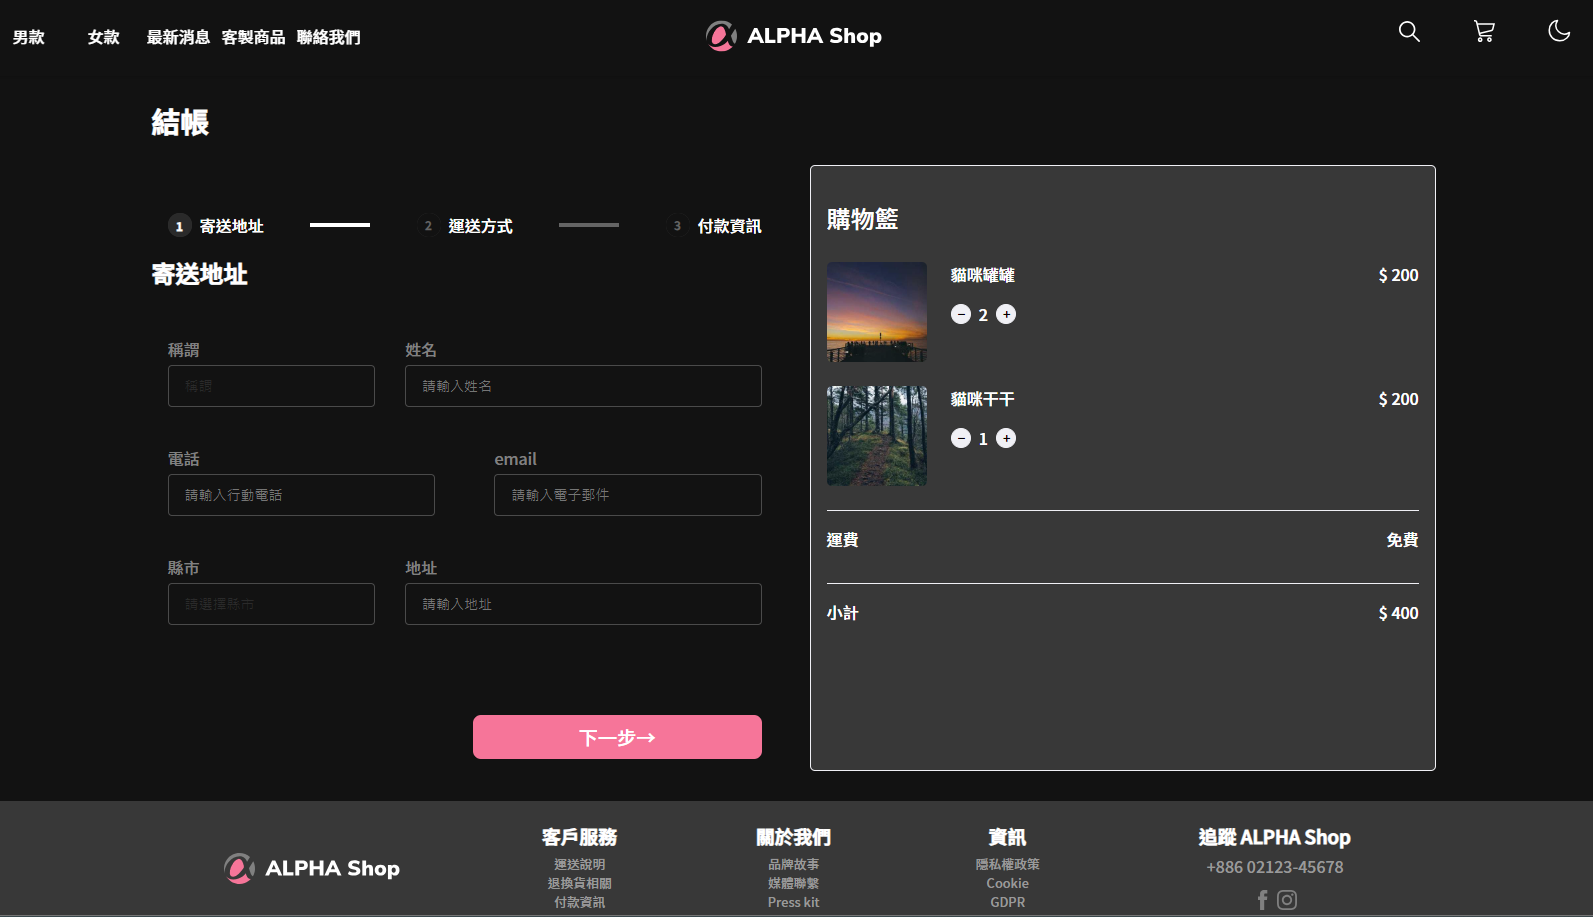 男款 女款 最新消息 客製商品 聯絡我們 ALPHA Shop
結帳
1 寄送地址 2 運送方式 3 付款資訊
寄送地址
稱謂 姓名
稱謂 請輸入姓名
電話 email
請輸入行動電話 請輸入電子郵件
縣市 地址
請選擇縣市 請輸入地址
下一步→
購物籃
貓咪罐罐 $ 200
− 2 +
貓咪干干 $ 200
− 1 +
運費 免費
小計 $ 400
ALPHA Shop
客戶服務
運送說明
退換貨相關
付款資訊
關於我們
品牌故事
媒體聯繫
Press kit
資訊
隱私權政策
Cookie
GDPR
追蹤 ALPHA Shop
+886 02123-45678